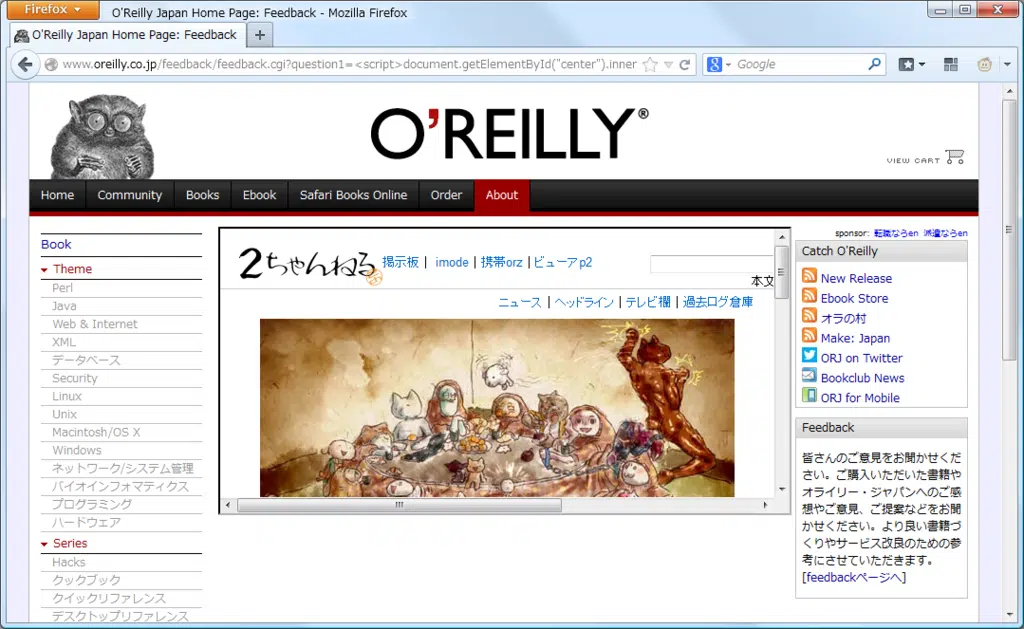 Firefox
O'Reilly Japan Home Page: Feedback - Mozilla Firefox
O'Reilly Japan Home Page: Feedback
www.oreilly.co.jp/feedback/feedback.cgi?question1=<script>document.getElementById("center").inner
Google
O'REILLY®
VIEW CART
Home Community Books Ebook Safari Books Online Order About
Book
Theme
Perl
Java
Web & Internet
XML
データベース
Security
Linux
Unix
Macintosh/OS X
Windows
ネットワーク/システム管理
バイオインフォマティクス
プログラミング
ハードウェア
Series
Hacks
クックブック
クイックリファレンス
デスクトップリファレンス
2ちゃんねる
掲示板 | imode | 携帯orz | ビューアp2
本文
ニュース | ヘッドライン | テレビ欄 | 過去ログ倉庫
sponsor: 転職ならen 派遣ならen
Catch O'Reilly
New Release
Ebook Store
オラの村
Make: Japan
ORJ on Twitter
Bookclub News
ORJ for Mobile
Feedback
皆さんのご意見をお聞かせくだ
さい。ご購入いただいた書籍や
オライリー・ジャパンへのご感
想やご意見、ご提案などをお聞
かせください。より良い書籍づ
くりやサービス改良のための参
考にさせていただきます。
[feedbackページへ]